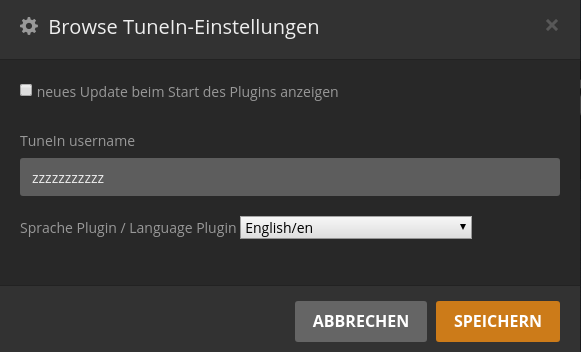 Browse TuneIn-Einstellungen
neues Update beim Start des Plugins anzeigen
TuneIn username
zzzzzzzzzzz
Sprache Plugin / Language Plugin English/en
ABBRECHEN SPEICHERN